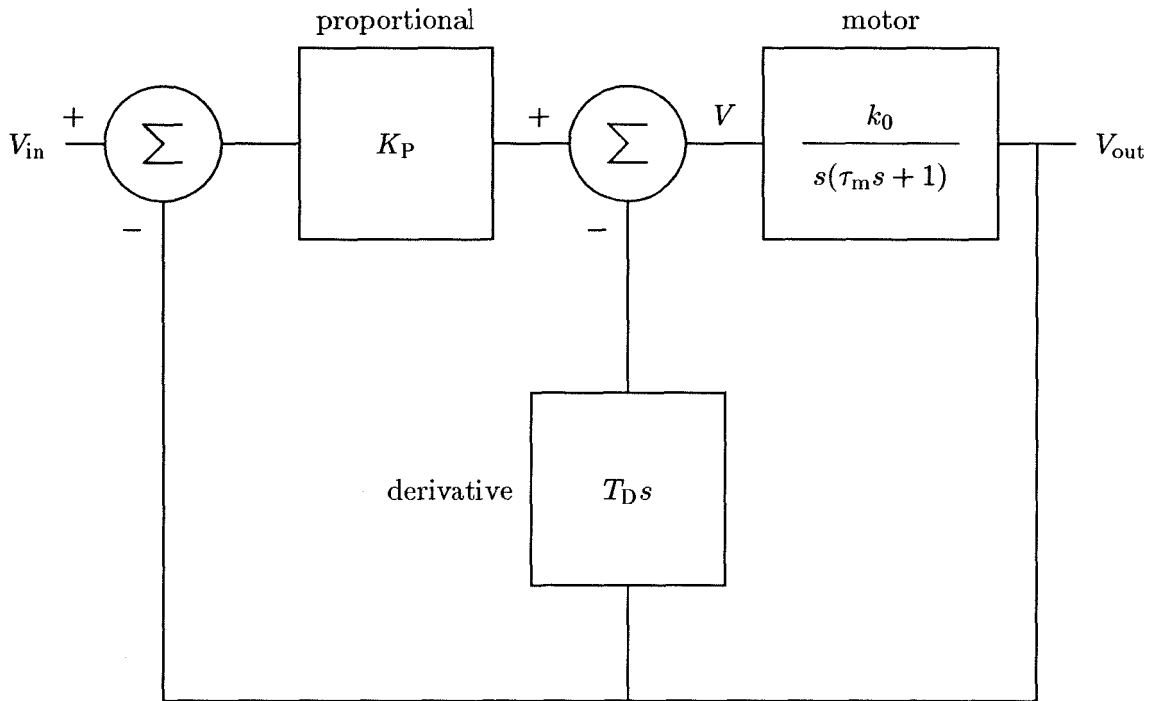 proportional
motor
+
V_in
Σ
K_P
+
Σ
V
k_0
s(τ_m s + 1)
V_out
−
−
derivative
T_D s